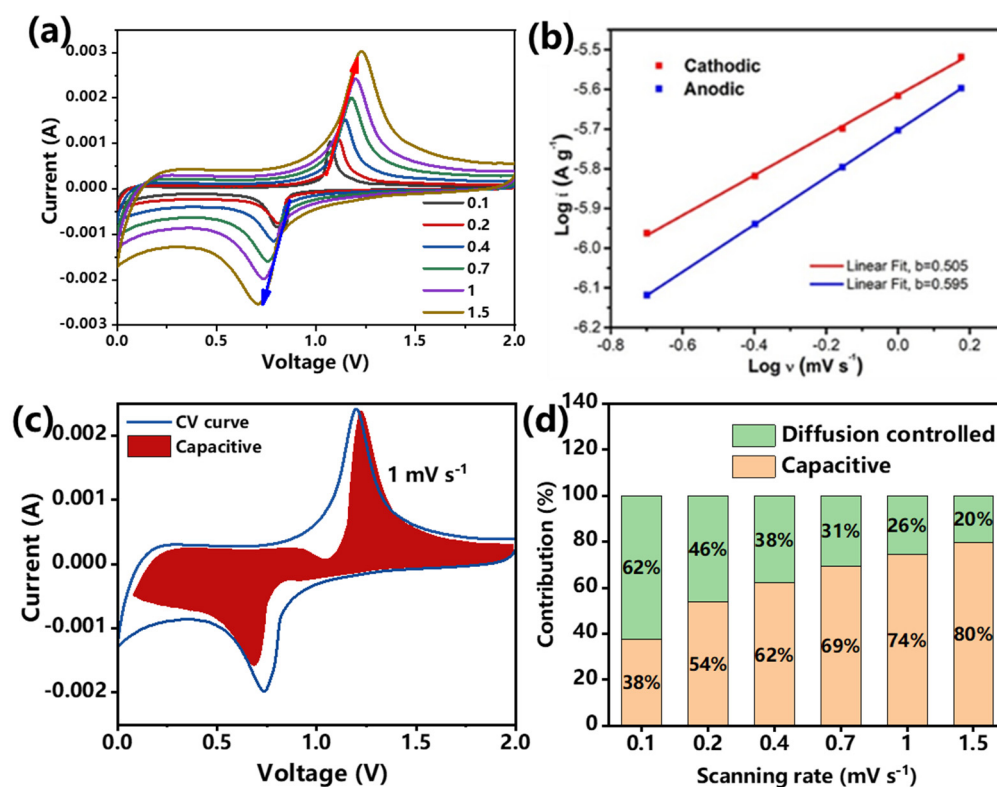 (a)
0.003
0.002
0.001
0.000
-0.001
-0.002
-0.003
Current (A)
0.0 0.5 1.0 1.5 2.0
Voltage (V)
0.1
0.2
0.4
0.7
1
1.5
(b)
-5.5
-5.6
-5.7
-5.8
-5.9
-6.0
-6.1
-6.2
Log i (A g⁻¹)
Cathodic
Anodic
Linear Fit, b=0.505
Linear Fit, b=0.595
-0.8 -0.6 -0.4 -0.2 0.0 0.2
Log ν (mV s⁻¹)
(c)
0.002
0.001
0.000
-0.001
-0.002
Current (A)
CV curve
Capacitive
1 mV s⁻¹
0.0 0.5 1.0 1.5 2.0
Voltage (V)
(d)
140
120
100
80
60
40
20
0
Contribution (%)
Diffusion controlled
Capacitive
62% 46% 38% 31% 26% 20%
38% 54% 62% 69% 74% 80%
0.1 0.2 0.4 0.7 1 1.5
Scanning rate (mV s⁻¹)